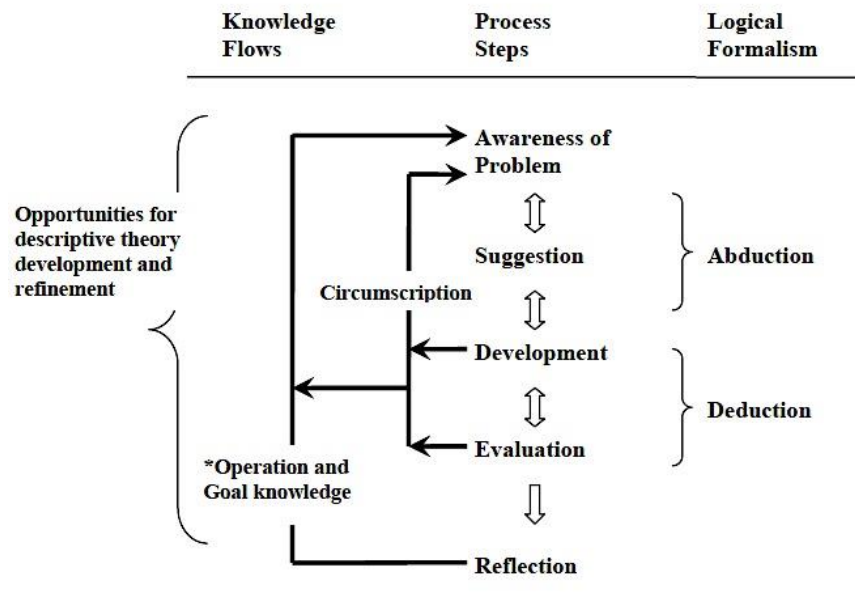 Knowledge
Flows
Process
Steps
Logical
Formalism
Awareness of
Problem
Opportunities for
descriptive theory
development and
refinement
Suggestion
Abduction
Circumscription
Development
Deduction
Evaluation
*Operation and
Goal knowledge
Reflection